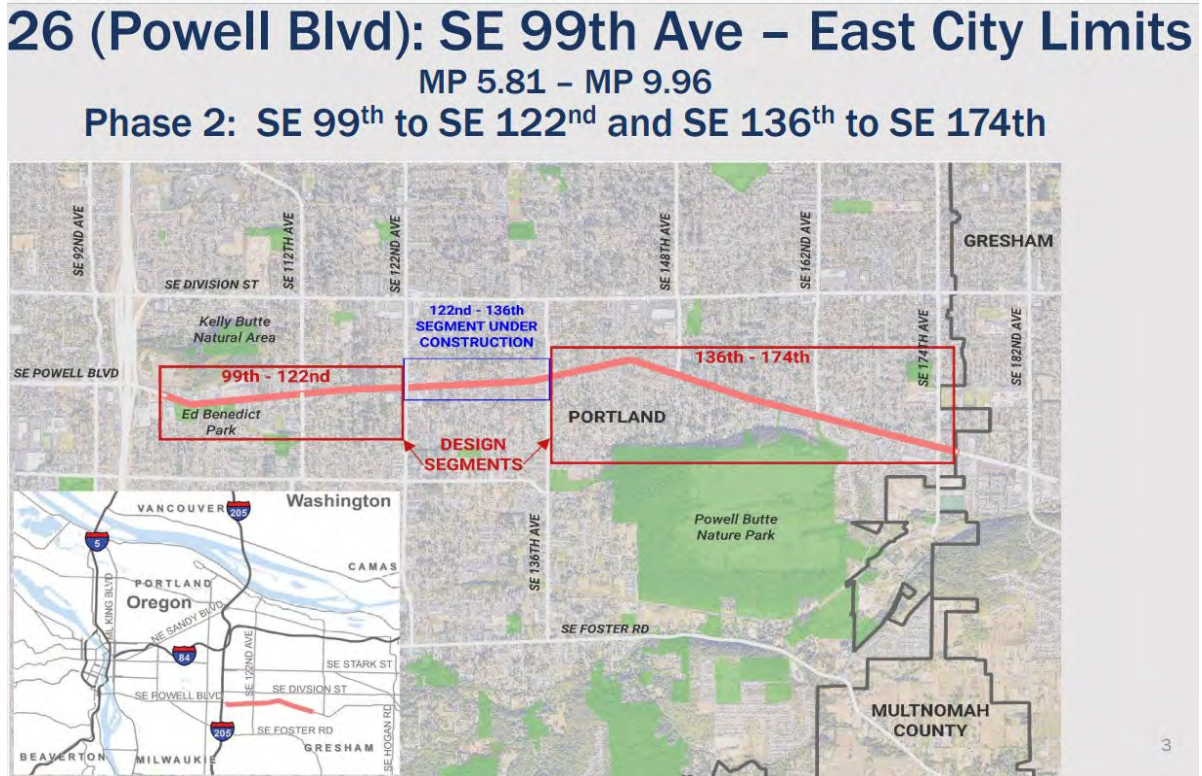 26 (Powell Blvd): SE 99th Ave – East City Limits
MP 5.81 – MP 9.96
Phase 2: SE 99th to SE 122nd and SE 136th to SE 174th
SE 92ND AVE
SE 112TH AVE
SE 122ND AVE
SE 148TH AVE
SE 162ND AVE
GRESHAM
SE DIVISION ST
Kelly Butte
Natural Area
122nd - 136th
SEGMENT UNDER
CONSTRUCTION
SE 174TH AVE
SE 182ND AVE
SE POWELL BLVD
99th - 122nd
136th - 174th
Ed Benedict
Park
PORTLAND
DESIGN
SEGMENTS
Powell Butte
Nature Park
SE 136TH AVE
SE FOSTER RD
MULTNOMAH
COUNTY
Washington
VANCOUVER
205
5
CAMAS
PORTLAND
Oregon
KING BLVD
NE SANDY BLVD
84
SE 122ND AVE
SE STARK ST
SE POWELL BLVD
SE DIVSION ST
205
SE FOSTER RD
GRESHAM
SE HOGAN RD
BEAVERTON
MILWAUKIE
3